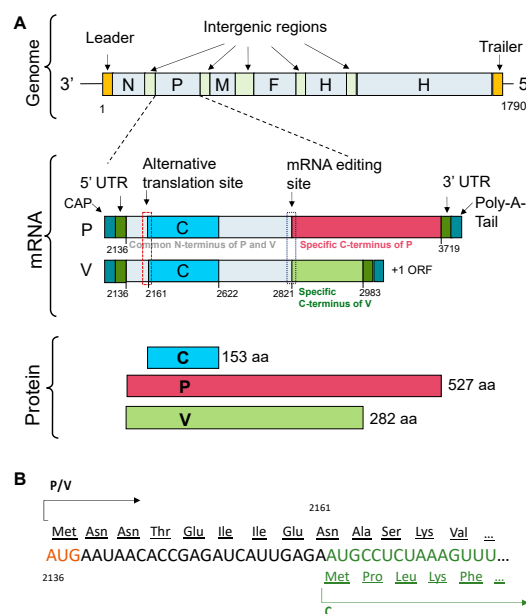 A
Genome
Leader
Intergenic regions
Trailer
3’
N
P
M
F
H
H
5
1
1790
mRNA
Alternative
translation site
mRNA editing
site
5’ UTR
3’ UTR
CAP
Poly-A-
Tail
P
C
2136
Common N-terminus of P and V
Specific C-terminus of P
3719
V
C
+1 ORF
2136
2161
2622
2821
2983
Specific
C-terminus of V
Protein
C
153 aa
P
527 aa
V
282 aa
B
P/V
2161
Met Asn Asn Thr Glu Ile Ile Glu Asn Ala Ser Lys Val ...
AUGAAUAACACCGAGAUCAUUGAGAAUGCCUCUAAAGUUU...
2136
Met Pro Leu Lys Phe ...
C